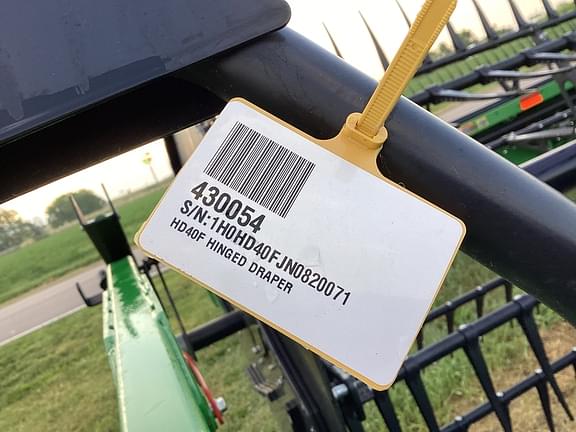 430054
S/N:1H0HD40FJN0820071
HD40F HINGED DRAPER